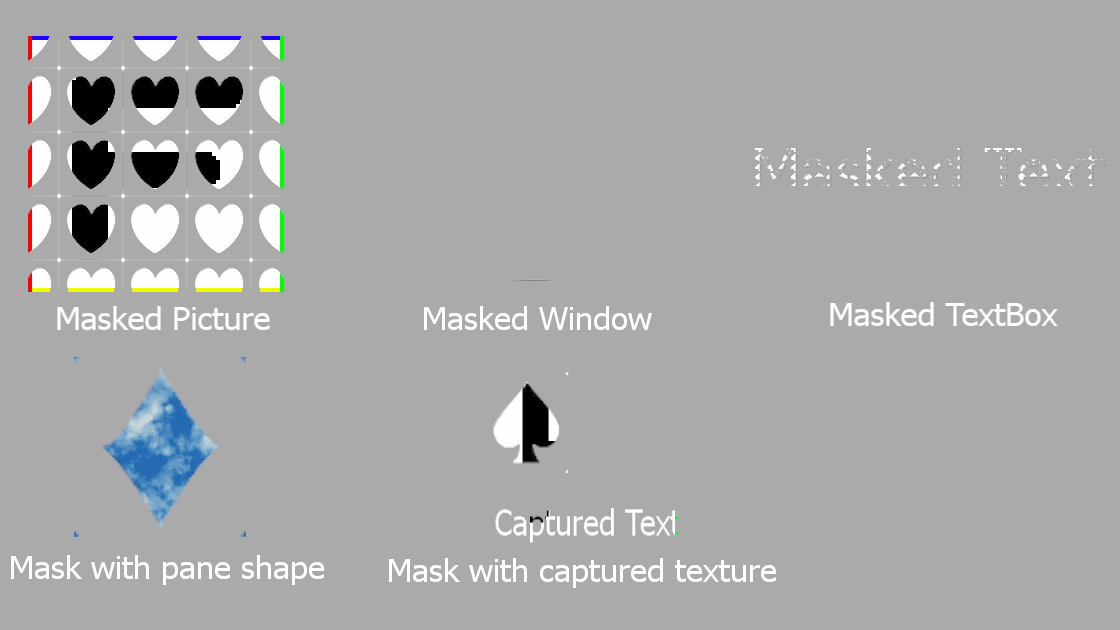 Masked Text
Masked Picture
Masked Window
Masked TextBox
Captured Text
Mask with pane shape
Mask with captured texture